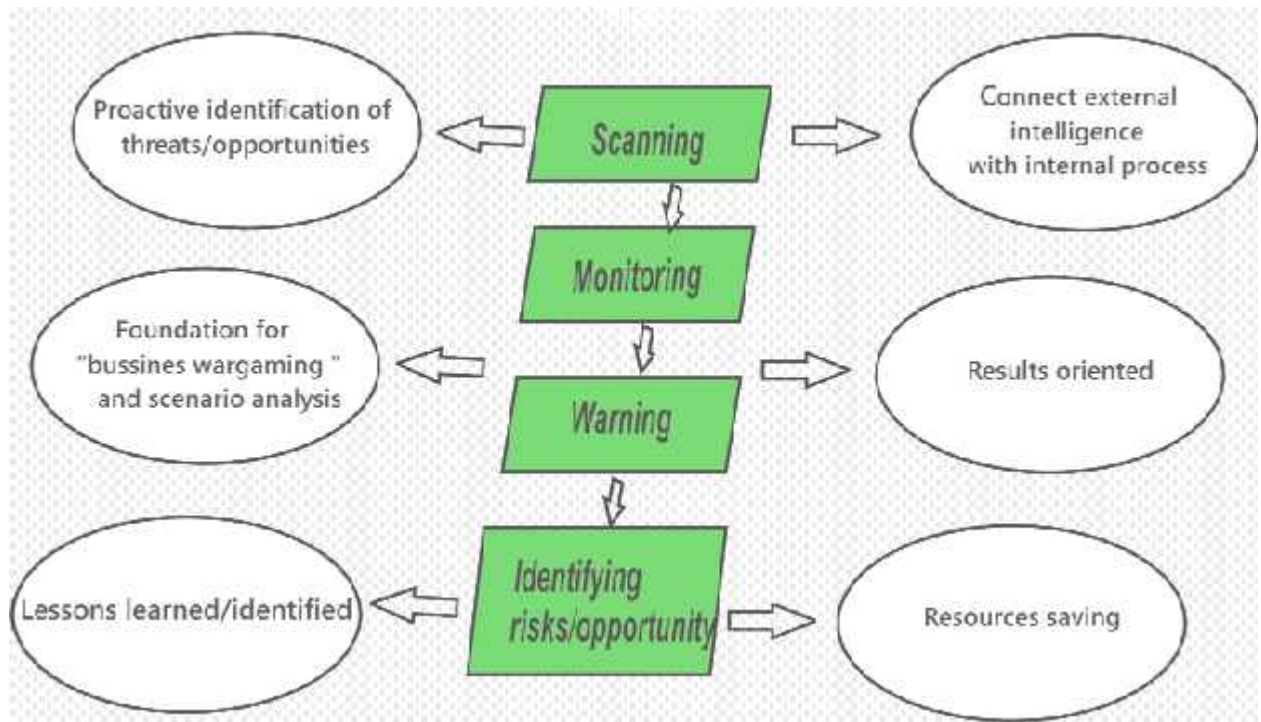 Proactive identification of
threats/opportunities
Scanning
Connect external
intelligence
with internal process
Monitoring
Foundation for
"bussines wargaming "
and scenario analysis
Results oriented
Warning
Lessons learned/identified
Identifying
risks/opportunity
Resources saving